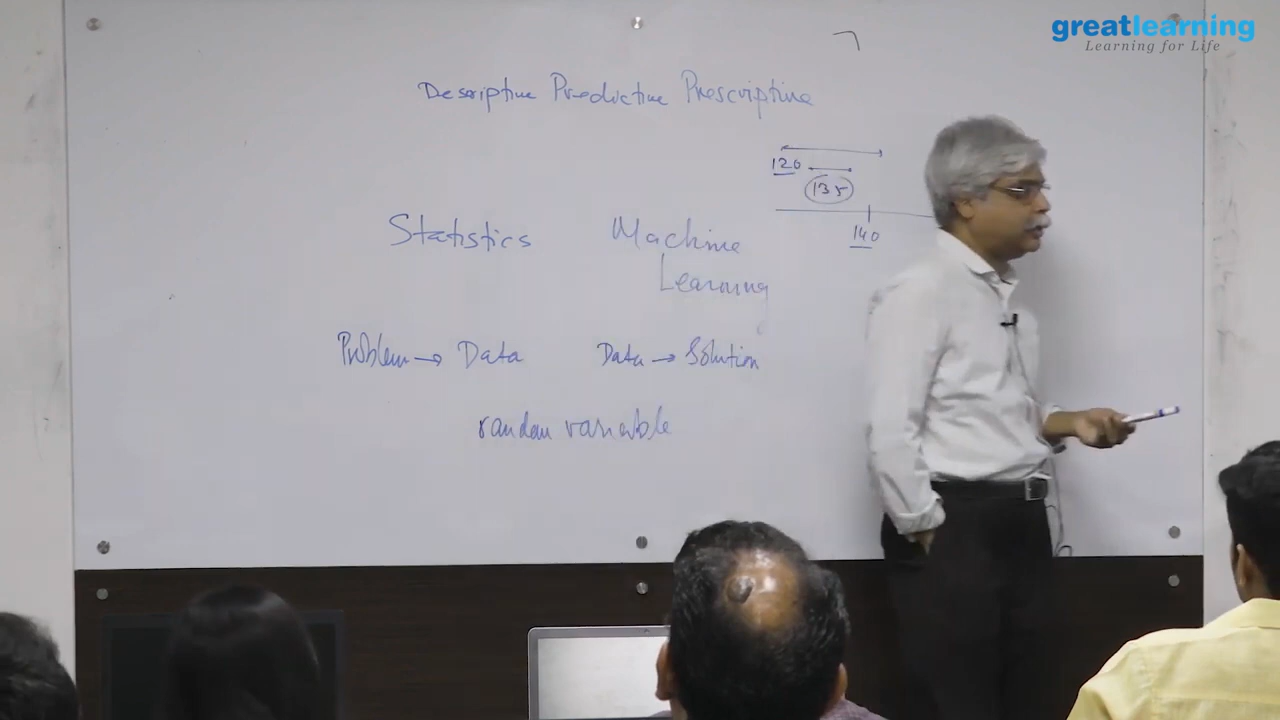 greatlearning
Learning for Life
Descriptive Predictive Prescriptive
120
135
140
Statistics Machine
Learning
Problem → Data Data → Solution
random variable